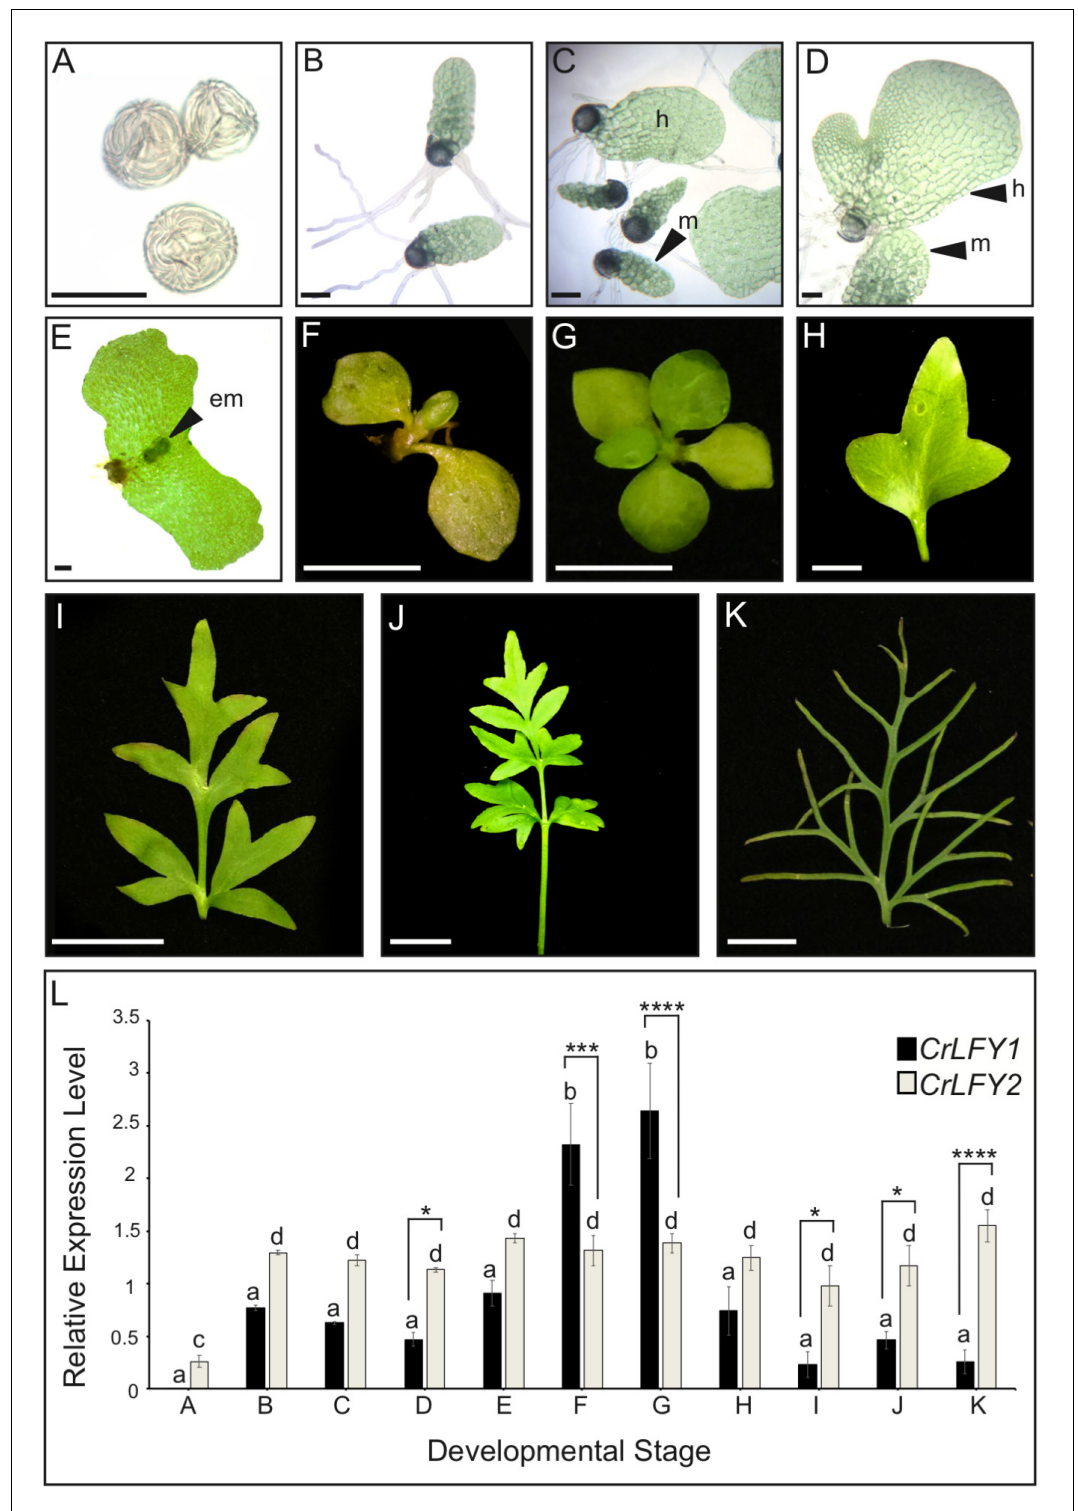 A
B
C
h
m
D
h
m
E
em
F
G
H
I
J
K
L
Relative Expression Level
3.5
3
2.5
2
1.5
1
0.5
0
CrLFY1
CrLFY2
a c
a d
a d
a d *
a d
b d ***
b d ****
a d
a d *
a d *
a d ****
A B C D E F G H I J K
Developmental Stage